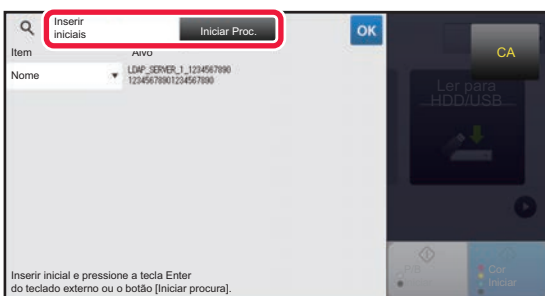 Inserir
iniciais
Iniciar Proc.
OK
CA
Item
Alvo
Nome
LDAP_SERVER_1_1234567890
12345678901234567890
Ler para
HDD/USB
P/B
Cor
Iniciar
Inserir inicial e pressione a tecla Enter
do teclado externo ou o botão [Iniciar procura].